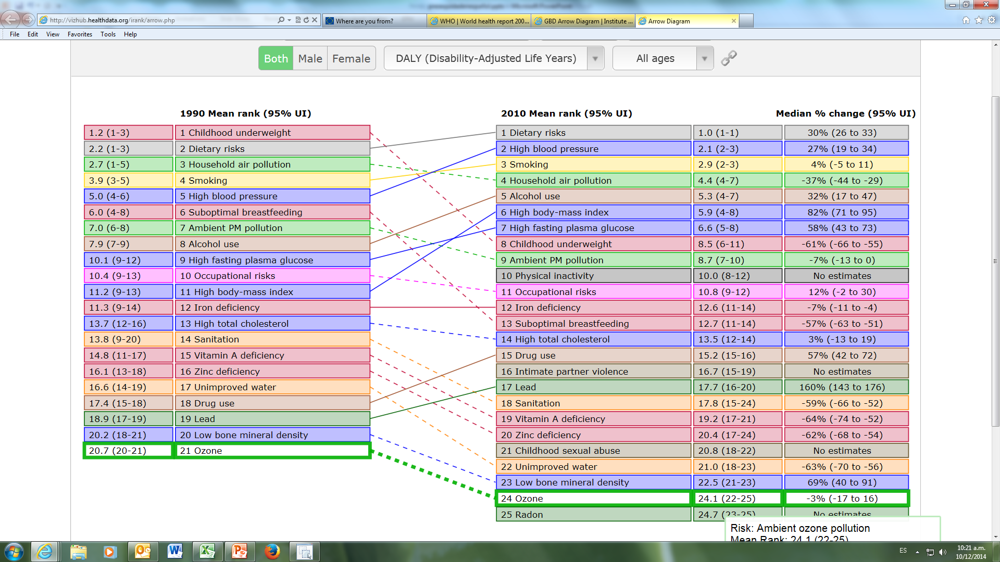 http://vizhub.healthdata.org/irank/arrow.php
Where are you from?
WHO | World health report 200...
GBD Arrow Diagram | Institute ...
Arrow Diagram
File Edit View Favorites Tools Help
Both Male Female DALY (Disability-Adjusted Life Years) All ages
1990 Mean rank (95% UI) 2010 Mean rank (95% UI) Median % change (95% UI)
1.2 (1-3) 1 Childhood underweight 1 Dietary risks 1.0 (1-1) 30% (26 to 33)
2.2 (1-3) 2 Dietary risks 2 High blood pressure 2.1 (2-3) 27% (19 to 34)
2.7 (1-5) 3 Household air pollution 3 Smoking 2.9 (2-3) 4% (-5 to 11)
3.9 (3-5) 4 Smoking 4 Household air pollution 4.4 (4-7) -37% (-44 to -29)
5.0 (4-6) 5 High blood pressure 5 Alcohol use 5.3 (4-7) 32% (17 to 47)
6.0 (4-8) 6 Suboptimal breastfeeding 6 High body-mass index 5.9 (4-8) 82% (71 to 95)
7.0 (6-8) 7 Ambient PM pollution 7 High fasting plasma glucose 6.6 (5-8) 58% (43 to 73)
7.9 (7-9) 8 Alcohol use 8 Childhood underweight 8.5 (6-11) -61% (-66 to -55)
10.1 (9-12) 9 High fasting plasma glucose 9 Ambient PM pollution 8.7 (7-10) -7% (-13 to 0)
10.4 (9-13) 10 Occupational risks 10 Physical inactivity 10.0 (8-12) No estimates
11.2 (9-13) 11 High body-mass index 11 Occupational risks 10.8 (9-12) 12% (-2 to 30)
11.3 (9-14) 12 Iron deficiency 12 Iron deficiency 12.6 (11-14) -7% (-11 to -4)
13.7 (12-16) 13 High total cholesterol 13 Suboptimal breastfeeding 12.7 (11-14) -57% (-63 to -51)
13.8 (9-20) 14 Sanitation 14 High total cholesterol 13.5 (12-14) 3% (-13 to 19)
14.8 (11-17) 15 Vitamin A deficiency 15 Drug use 15.2 (15-16) 57% (42 to 72)
16.1 (13-18) 16 Zinc deficiency 16 Intimate partner violence 16.7 (15-19) No estimates
16.6 (14-19) 17 Unimproved water 17 Lead 17.7 (16-20) 160% (143 to 176)
17.4 (15-18) 18 Drug use 18 Sanitation 17.8 (15-24) -59% (-66 to -52)
18.9 (17-19) 19 Lead 19 Vitamin A deficiency 19.2 (17-21) -64% (-74 to -52)
20.2 (18-21) 20 Low bone mineral density 20 Zinc deficiency 20.4 (17-24) -62% (-68 to -54)
20.7 (20-21) 21 Ozone 21 Childhood sexual abuse 20.8 (18-22) No estimates
22 Unimproved water 21.0 (18-23) -63% (-70 to -56)
23 Low bone mineral density 22.5 (21-23) 69% (40 to 91)
24 Ozone 24.1 (22-25) -3% (-17 to 16)
25 Radon 24.7 (23-25) No estimates
Risk: Ambient ozone pollution
Mean Rank: 24.1 (22-25)
ES
10:21 a.m.
10/12/2014